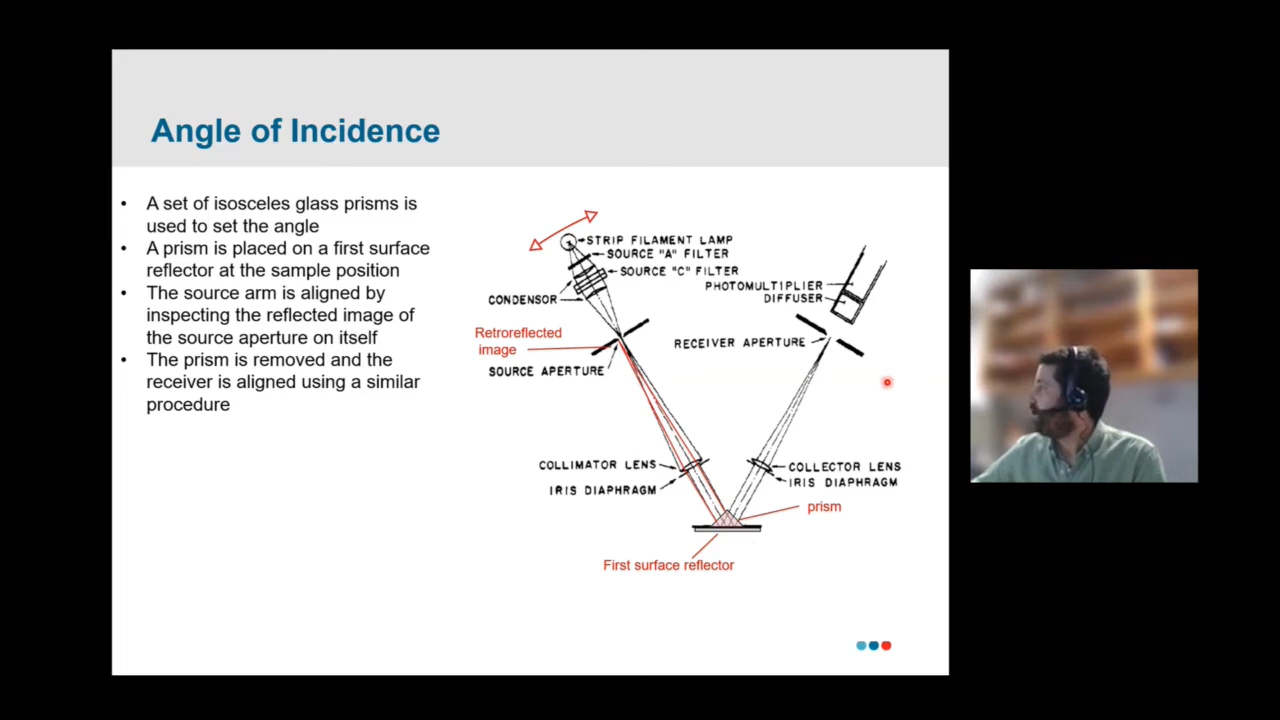 Angle of Incidence
• A set of isosceles glass prisms is
used to set the angle
• A prism is placed on a first surface
reflector at the sample position
• The source arm is aligned by
inspecting the reflected image of
the source aperture on itself
• The prism is removed and the
receiver is aligned using a similar
procedure
STRIP FILAMENT LAMP
SOURCE "A" FILTER
SOURCE "C" FILTER
CONDENSOR
PHOTOMULTIPLIER
DIFFUSER
Retroreflected
image
SOURCE APERTURE
RECEIVER APERTURE
COLLIMATOR LENS
IRIS DIAPHRAGM
COLLECTOR LENS
IRIS DIAPHRAGM
prism
First surface reflector